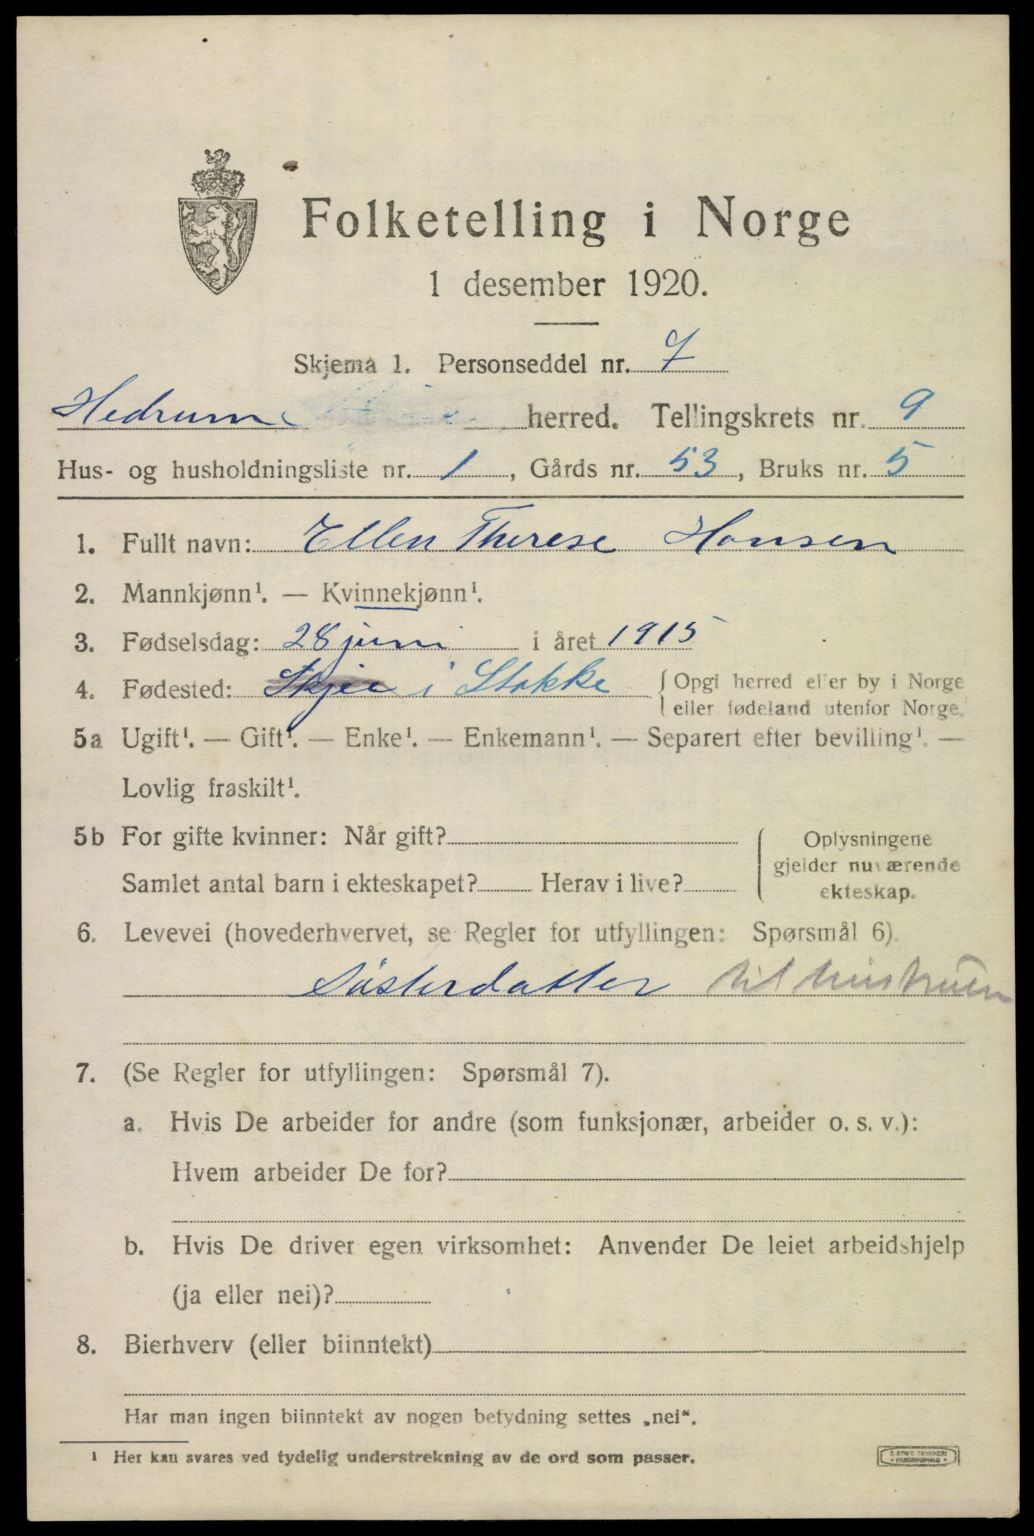 Folketelling i Norge
1 desember 1920.
Skjema 1. Personseddel nr. 7
Hedrum herred. Tellingskrets nr. 9
Hus- og husholdningsliste nr. 1, Gårds nr. 53, Bruks nr. 5
1. Fullt navn: Ellen Therese Hansen
2. Mannkjønn¹. — Kvinnekjønn¹.
3. Fødselsdag: 28 juni i året 1915
4. Fødested: Skjee i Stokke { Opgi herred eller by i Norge
eller fødeland utenfor Norge.
5a Ugift¹. — Gift¹. — Enke¹. — Enkemann¹. — Separert efter bevilling¹. —
Lovlig fraskilt¹.
5b For gifte kvinner: Når gift?
Samlet antal barn i ekteskapet? Herav i live?
{ Oplysningene
gjelder nuværende
ekteskap.
6. Levevei (hovederhvervet, se Regler for utfyllingen: Spørsmål 6).
Søsterdatter til hustruen
7. (Se Regler for utfyllingen: Spørsmål 7).
a. Hvis De arbeider for andre (som funksjonær, arbeider o. s. v.):
Hvem arbeider De for?
b. Hvis De driver egen virksomhet: Anvender De leiet arbeidshjelp
(ja eller nei)?
8. Bierhverv (eller biinntekt)
Har man ingen biinntekt av nogen betydning settes „nei“.
¹ Her kan svares ved tydelig understrekning av de ord som passer.